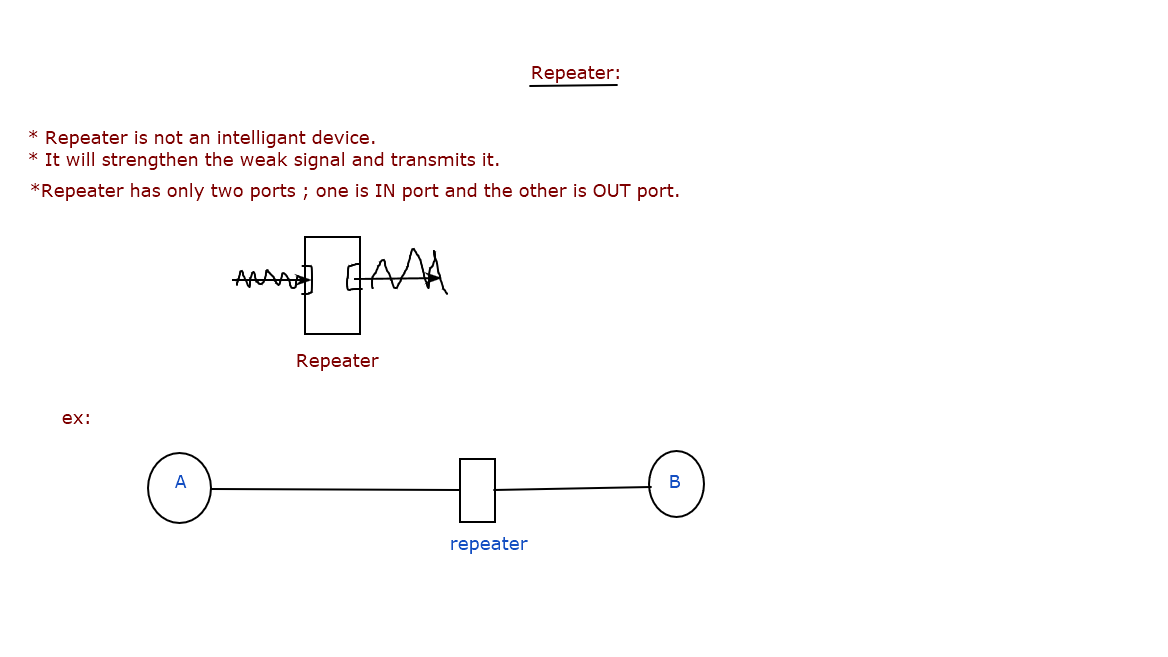 Repeater:
* Repeater is not an intelligant device.
* It will strengthen the weak signal and transmits it.
*Repeater has only two ports ; one is IN port and the other is OUT port.
Repeater
ex:
A
B
repeater